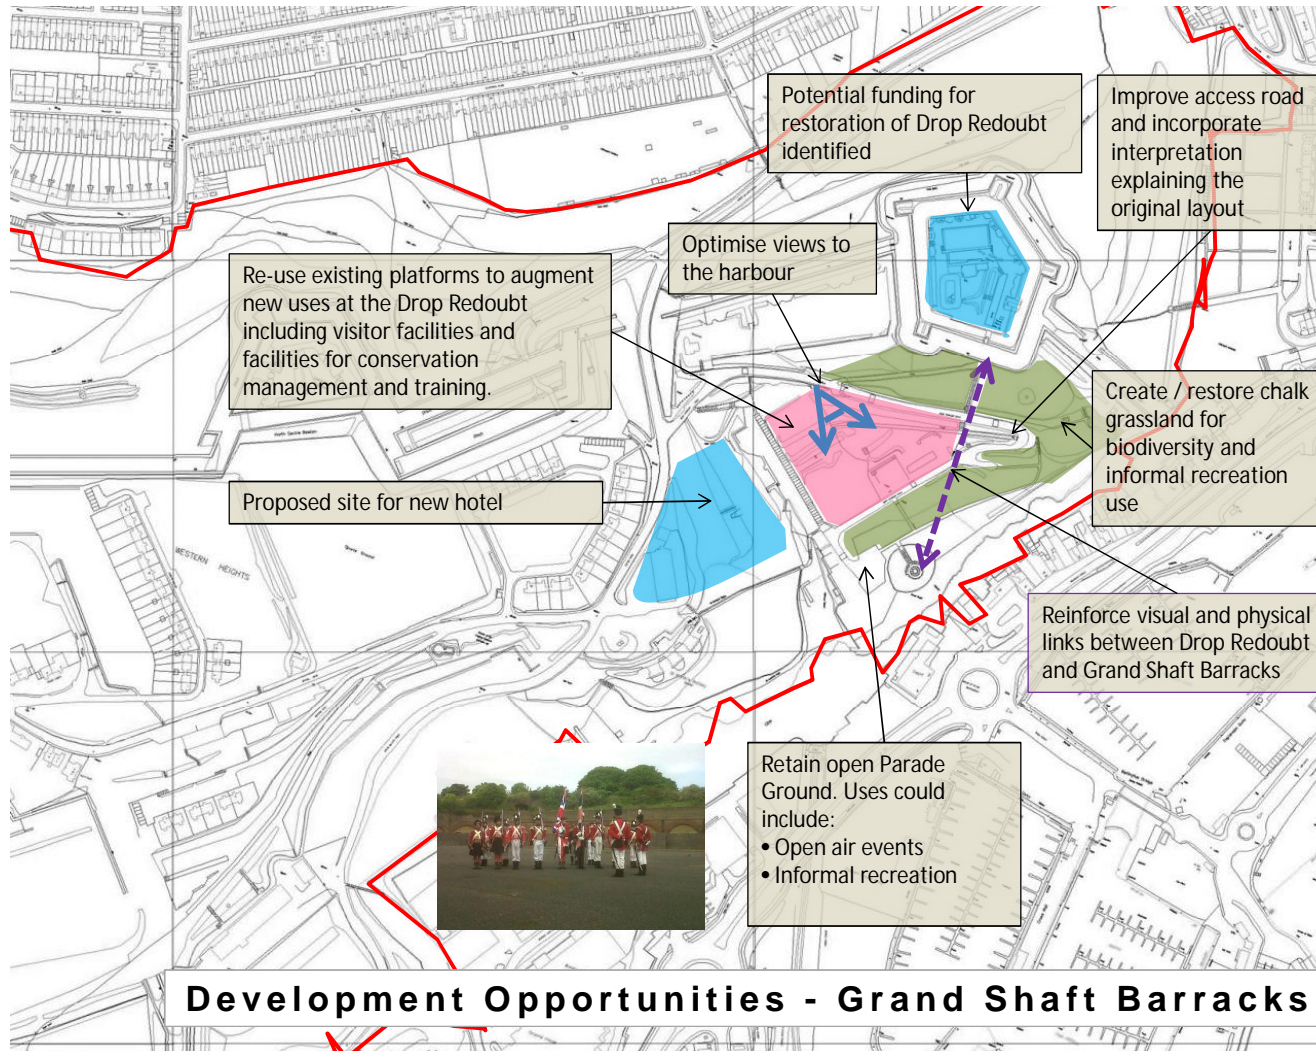 Potential funding for
restoration of Drop Redoubt
identified
Improve access road
and incorporate
interpretation
explaining the
original layout
Optimise views to
the harbour
Re-use existing platforms to augment
new uses at the Drop Redoubt
including visitor facilities and
facilities for conservation
management and training.
Create / restore chalk
grassland for
biodiversity and
informal recreation
use
Proposed site for new hotel
WESTERN HEIGHTS
Reinforce visual and physical
links between Drop Redoubt
and Grand Shaft Barracks
Retain open Parade
Ground. Uses could
include:
• Open air events
• Informal recreation
Development Opportunities - Grand Shaft Barracks